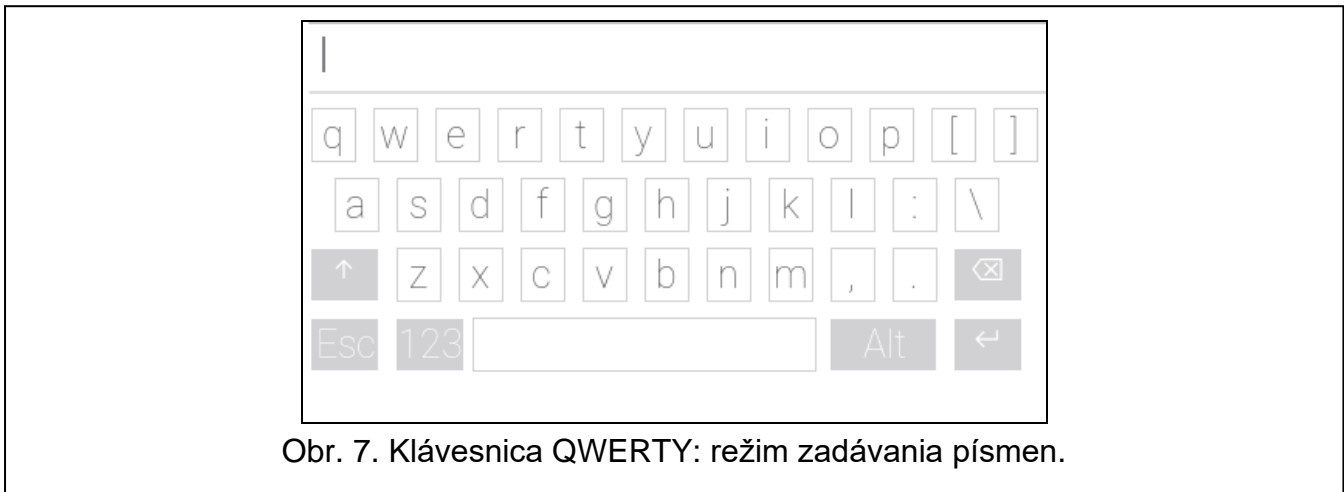 q w e r t y u i o p [ ]
a s d f g h j k l : \
↑ z x c v b n m , . ⌫
Esc 123 Alt ↵
Obr. 7. Klávesnica QWERTY: režim zadávania písmen.